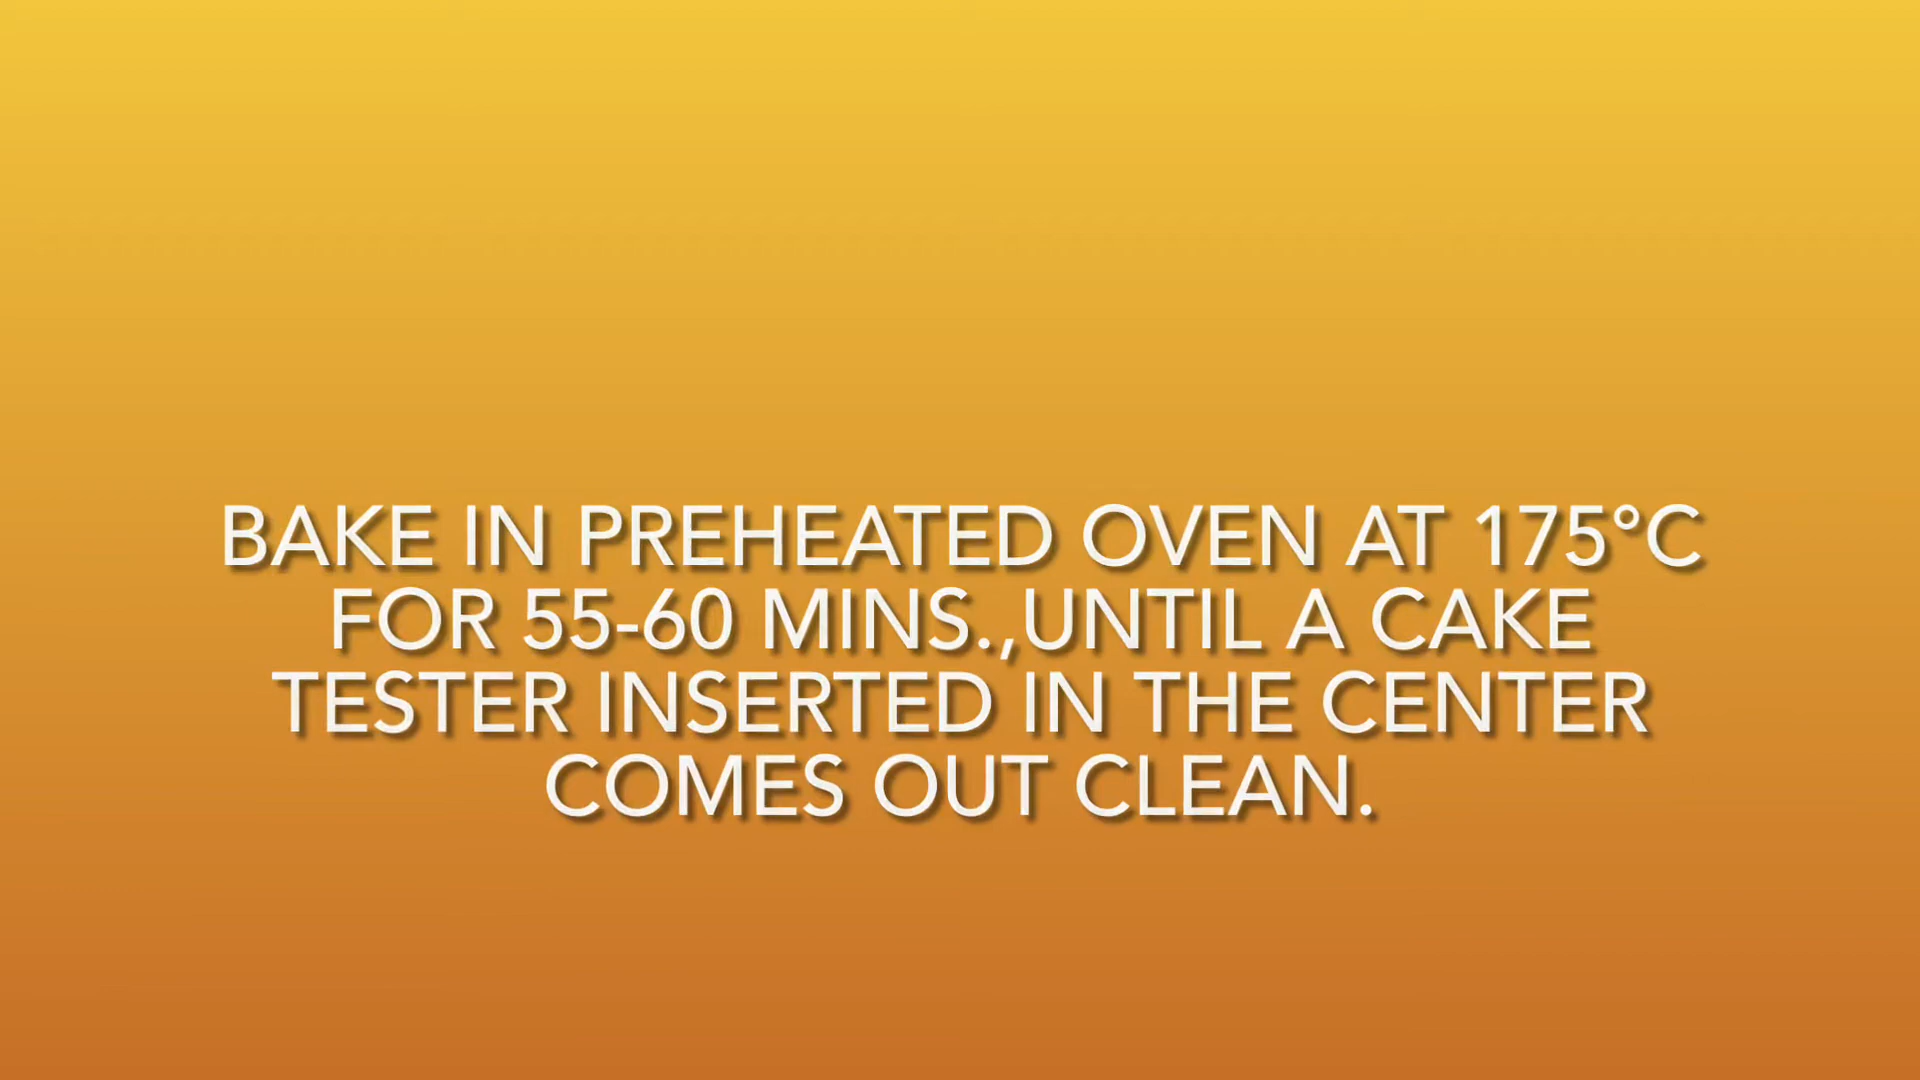 BAKE IN PREHEATED OVEN AT 175°C
FOR 55-60 MINS.,UNTIL A CAKE
TESTER INSERTED IN THE CENTER
COMES OUT CLEAN.